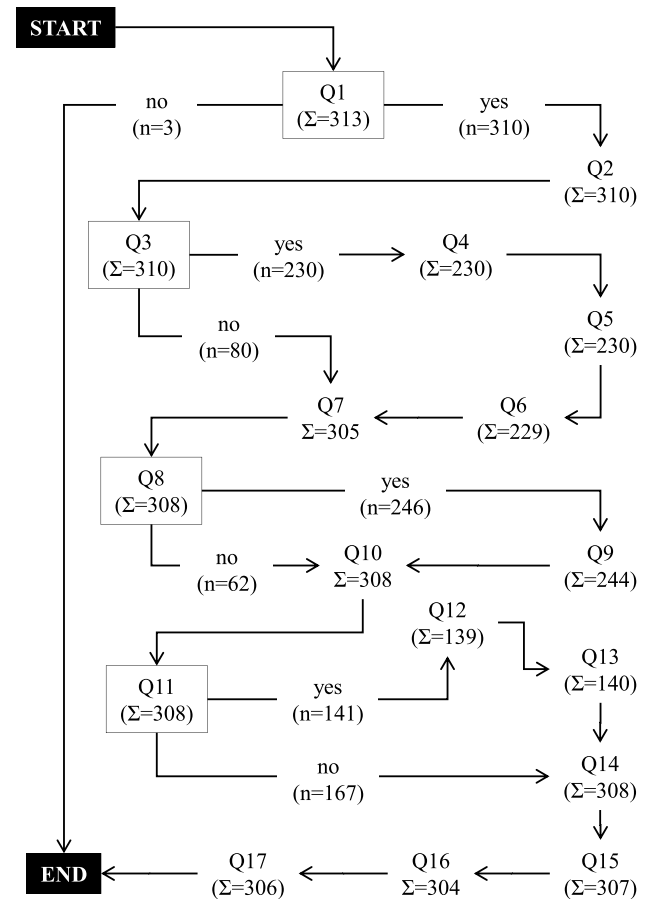 START
Q1
(Σ=313)
no
(n=3)
yes
(n=310)
Q2
(Σ=310)
Q3
(Σ=310)
yes
(n=230)
Q4
(Σ=230)
Q5
(Σ=230)
no
(n=80)
Q7
Σ=305
Q6
(Σ=229)
Q8
(Σ=308)
yes
(n=246)
no
(n=62)
Q10
Σ=308
Q9
(Σ=244)
Q12
(Σ=139)
Q13
(Σ=140)
Q11
(Σ=308)
yes
(n=141)
no
(n=167)
Q14
(Σ=308)
END
Q17
(Σ=306)
Q16
Σ=304
Q15
(Σ=307)